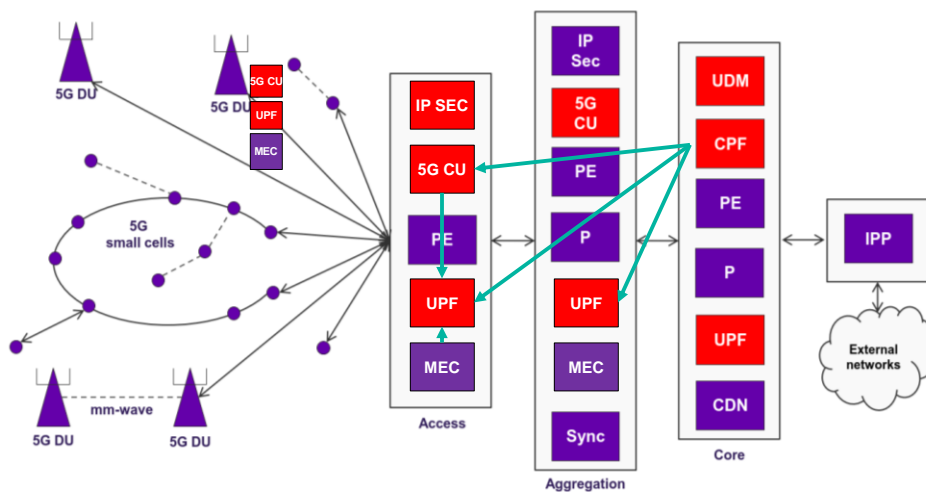 5G DU
5G DU
5G CU
UPF
MEC
5G
small cells
mm-wave
5G DU
5G DU
IP SEC
5G CU
PE
UPF
MEC
Access
IP
Sec
5G
CU
PE
P
UPF
MEC
Sync
Aggregation
UDM
CPF
PE
P
UPF
CDN
Core
IPP
External
networks